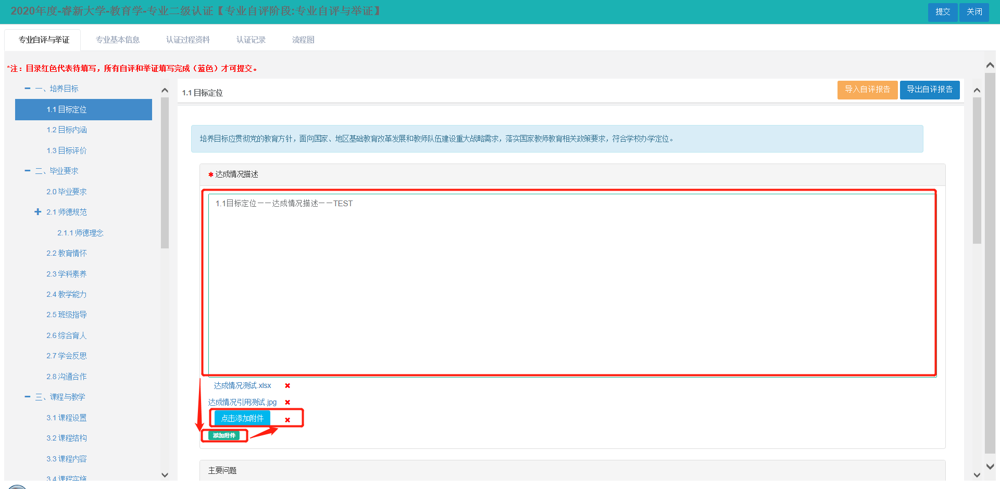 2020年度-睿新大学-教育学-专业二级认证【专业自评阶段:专业自评与举证】
提交
关闭
专业自评与举证
专业基本信息
认证过程资料
认证记录
流程图
*注：目录红色代表待填写，所有自评和举证填写完成（蓝色）才可提交。
一、培养目标
1.1 目标定位
1.2 目标内涵
1.3 目标评价
二、毕业要求
2.0 毕业要求
2.1 师德规范
2.1.1 师德理念
2.2 教育情怀
2.3 学科素养
2.4 教学能力
2.5 班级指导
2.6 综合育人
2.7 学会反思
2.8 沟通合作
三、课程与教学
3.1 课程设置
3.2 课程结构
3.3 课程内容
3.4 课程实施
1.1 目标定位
导入自评报告
导出自评报告
培养目标应贯彻党的教育方针，面向国家、地区基础教育改革发展和教师队伍建设重大战略需求，落实国家教师教育相关政策要求，符合学校办学定位。
✱ 达成情况描述
1.1目标定位——达成情况描述——TEST
达成情况测试.xlsx
达成情况引用测试.jpg
点击添加附件
添加附件
主要问题